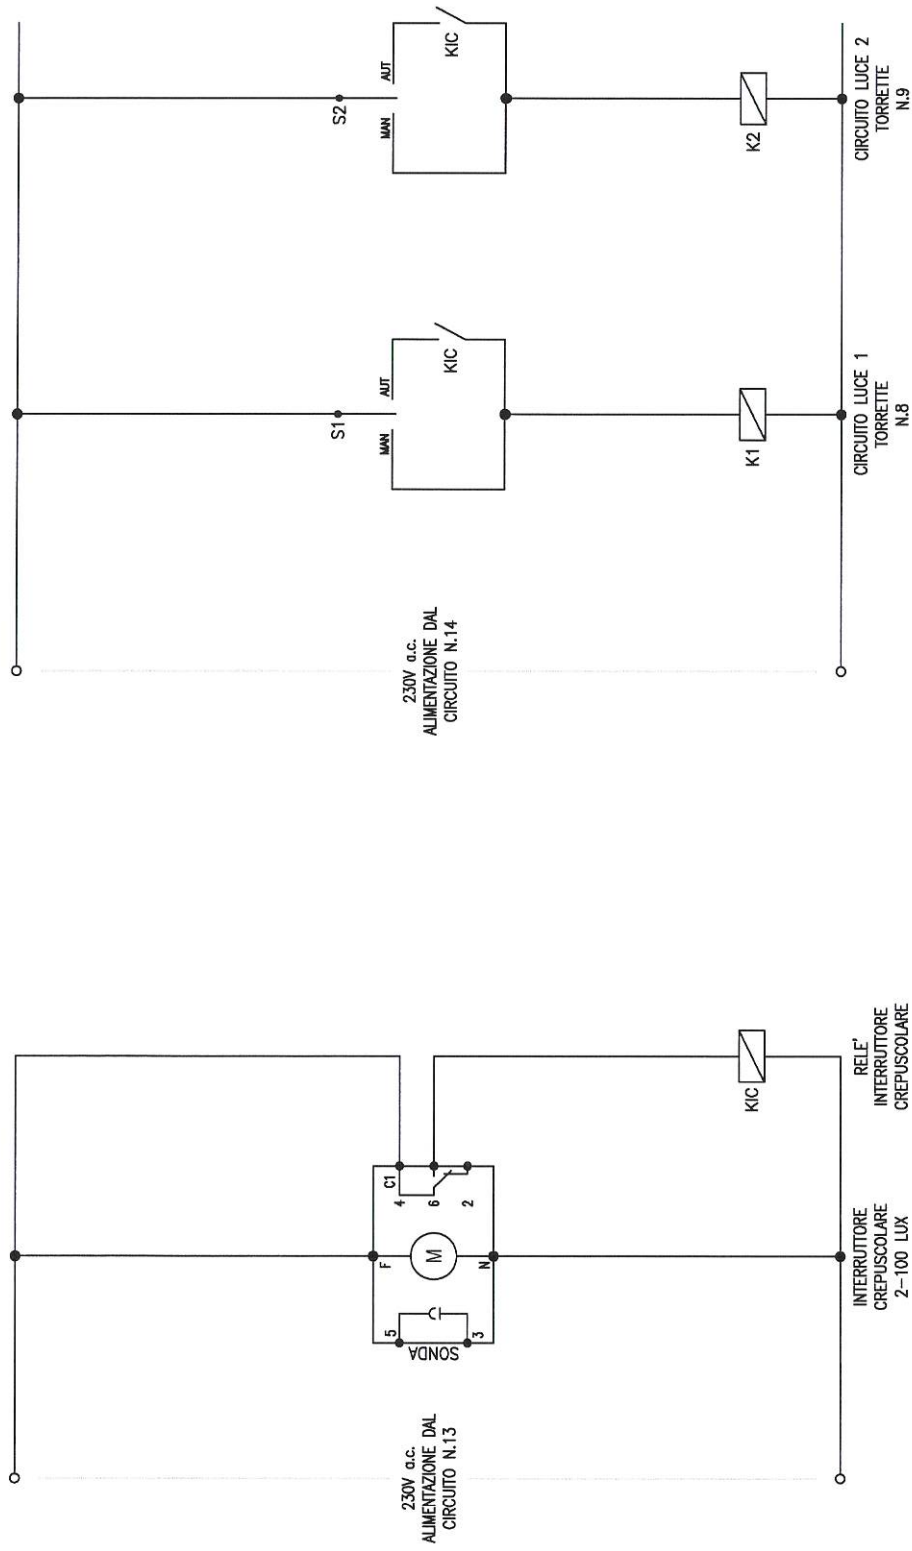 230V a.c.
ALIMENTAZIONE DAL
CIRCUITO N.13
SONDA
5
3
F
M
N
C1
4
6
2
KIC
INTERRUTTORE
CREPUSCOLARE
2-100 LUX
RELE'
INTERRUTTORE
CREPUSCOLARE
230V a.c.
ALIMENTAZIONE DAL
CIRCUITO N.14
S1
MAN
AUT
KIC
K1
CIRCUITO LUCE 1
TORRETTE
N.8
S2
MAN
AUT
KIC
K2
CIRCUITO LUCE 2
TORRETTE
N.9